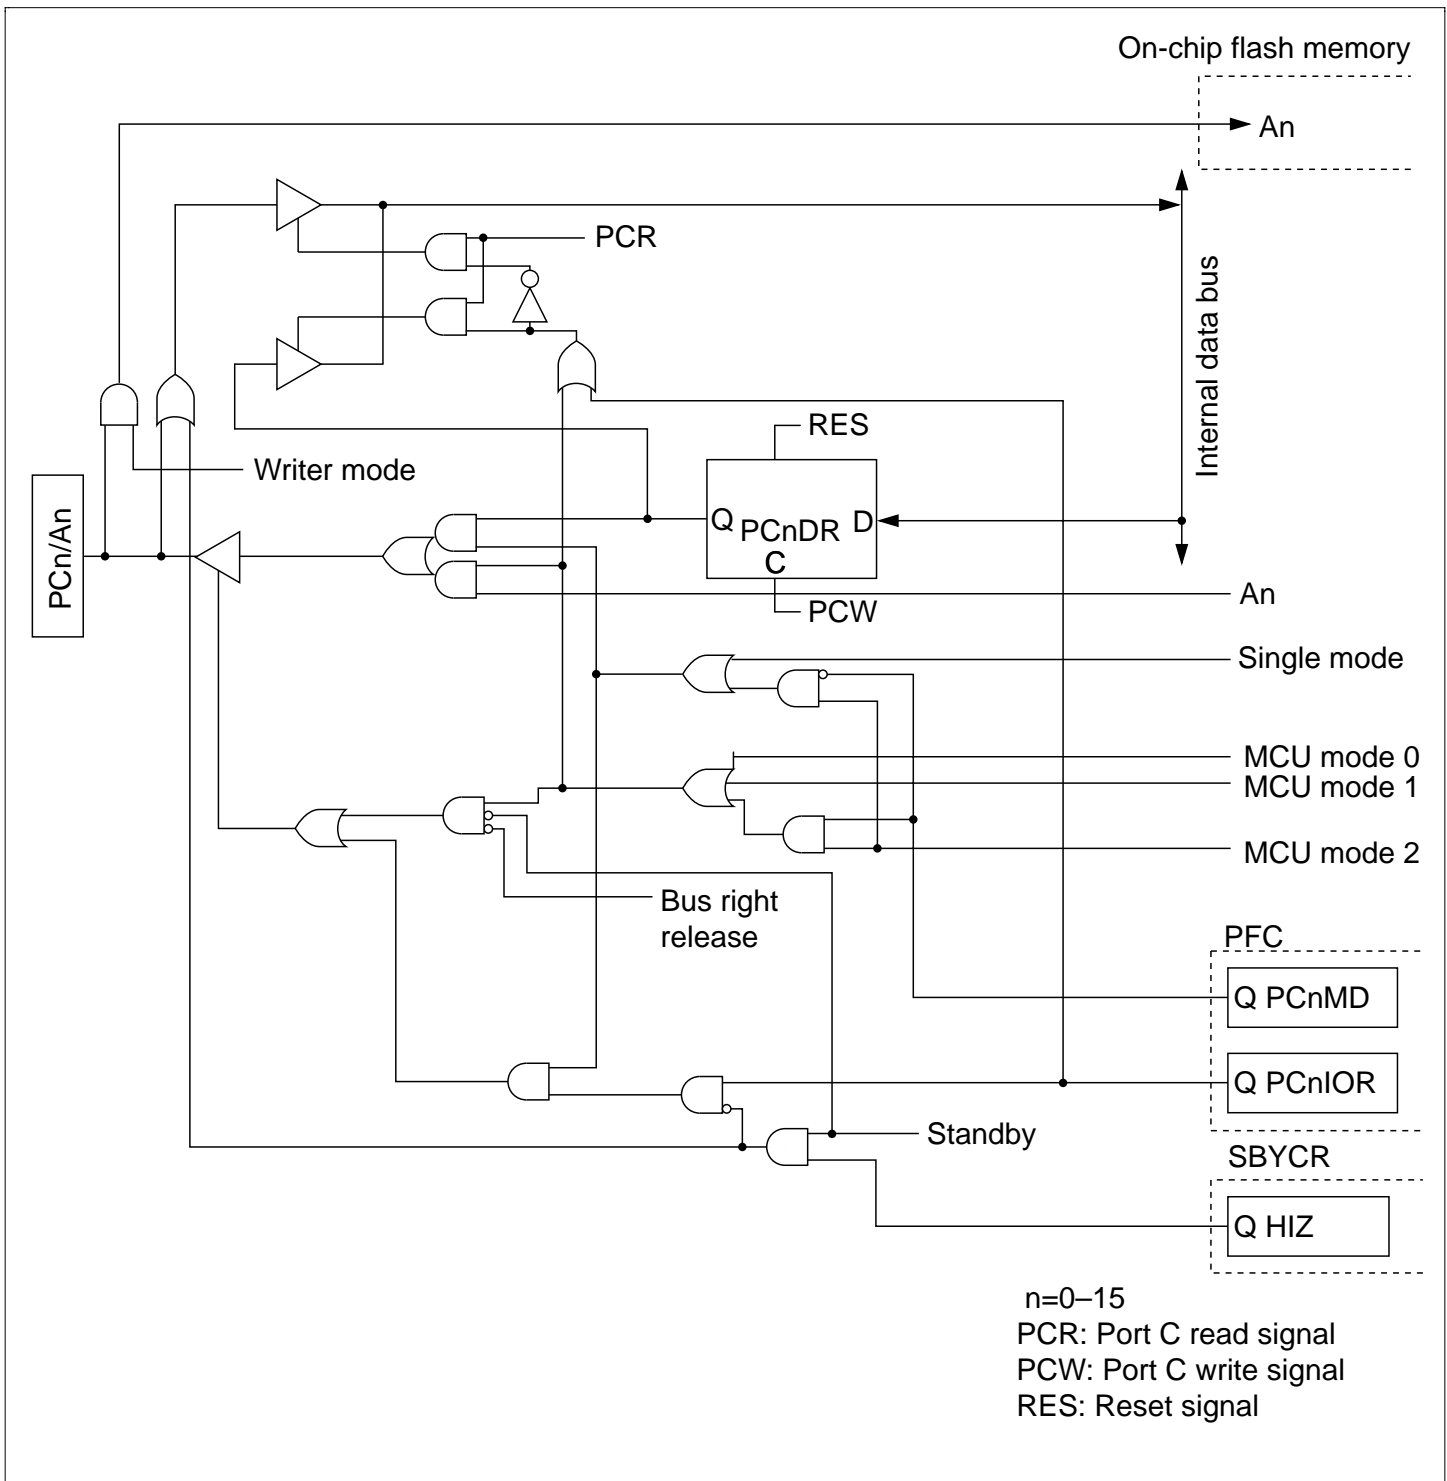 On-chip flash memory
An
PCR
Internal data bus
RES
Writer mode
PCn/An
Q PCnDR D
C
An
PCW
Single mode
MCU mode 0
MCU mode 1
MCU mode 2
Bus right
release
PFC
Q PCnMD
Q PCnIOR
Standby
SBYCR
Q HIZ
n=0–15
PCR: Port C read signal
PCW: Port C write signal
RES: Reset signal